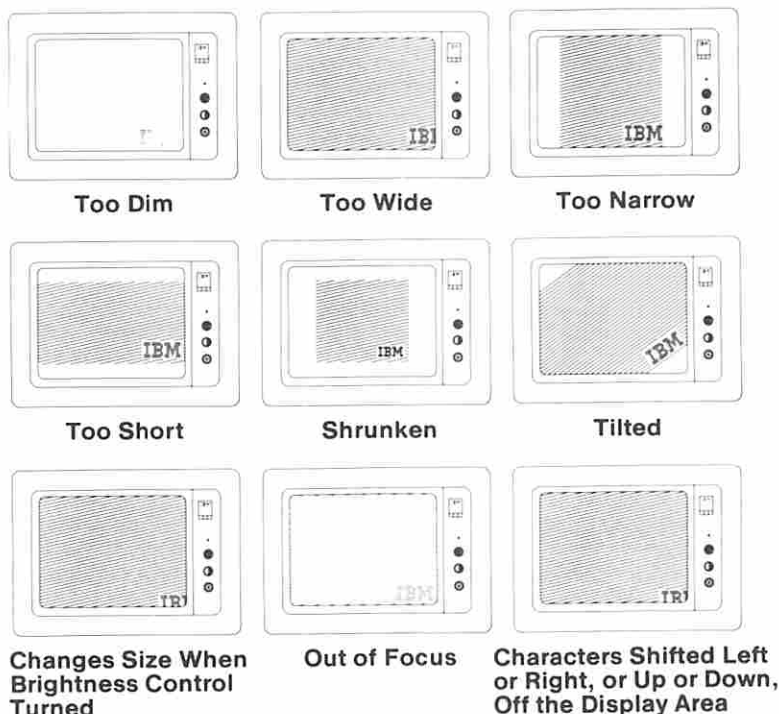 IBI
IBM
Too Dim
Too Wide
Too Narrow
IBM
IBM
IBM
Too Short
Shrunken
Tilted
IBM
Changes Size When
Brightness Control
Turned
Out of Focus
Characters Shifted Left
or Right, or Up or Down,
Off the Display Area